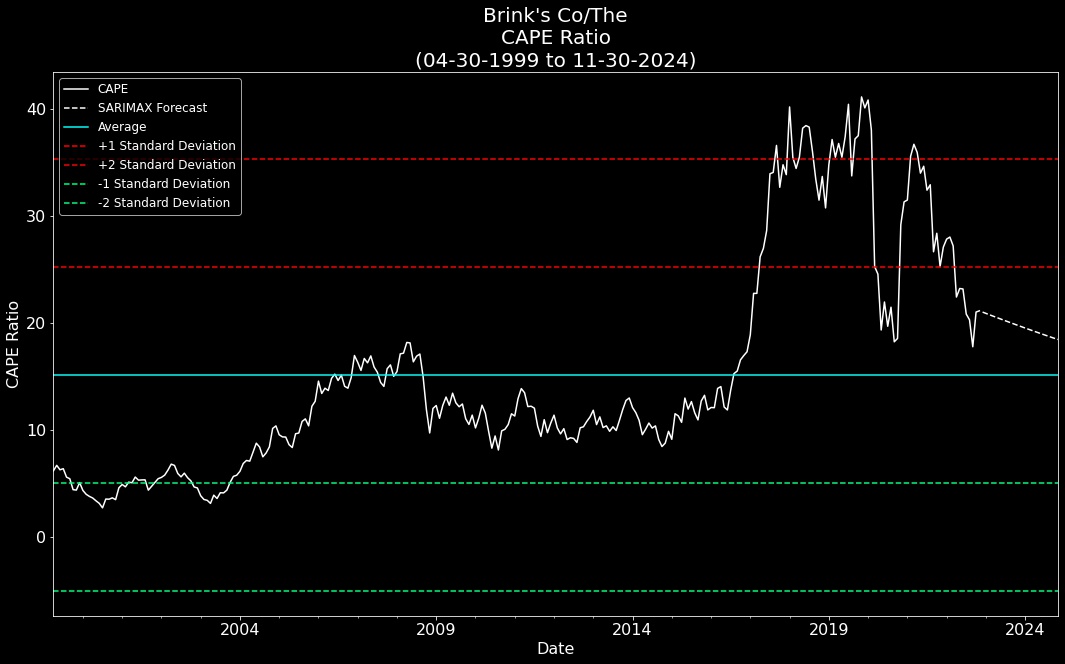 Brink's Co/The
CAPE Ratio
(04-30-1999 to 11-30-2024)
CAPE
SARIMAX Forecast
Average
+1 Standard Deviation
+2 Standard Deviation
-1 Standard Deviation
-2 Standard Deviation
40
30
20
10
0
CAPE Ratio
2004
2009
2014
2019
2024
Date